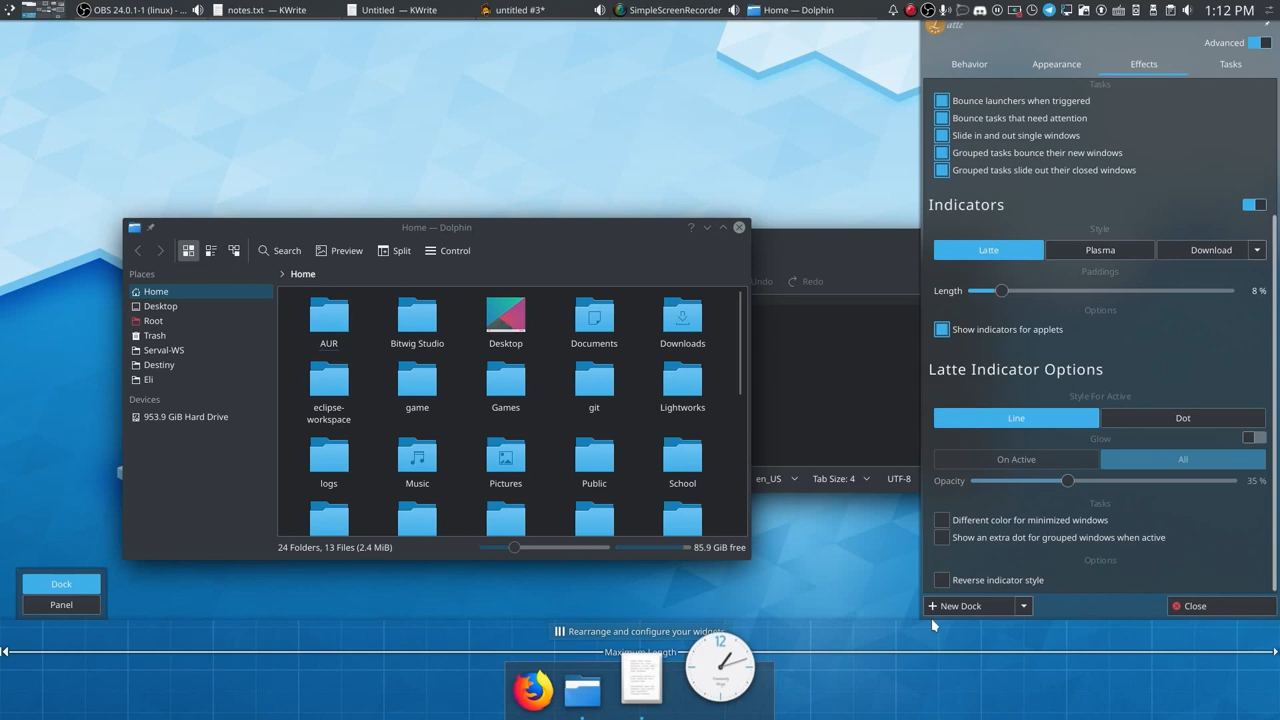 OBS 24.0.1-1 (linux) - ...
notes.txt — KWrite
Untitled — KWrite
untitled #3*
SimpleScreenRecorder
Home — Dolphin
1:12 PM
atte
Advanced
Behavior
Appearance
Effects
Tasks
Tasks
Bounce launchers when triggered
Bounce tasks that need attention
Slide in and out single windows
Grouped tasks bounce their new windows
Grouped tasks slide out their closed windows
Indicators
Style
Latte
Plasma
Download
Paddings
Length
8 %
Options
Show indicators for applets
Latte Indicator Options
Style For Active
Line
Dot
Glow
On Active
All
Opacity
35 %
Tasks
Different color for minimized windows
Show an extra dot for grouped windows when active
Options
Reverse indicator style
New Dock
Close
Home — Dolphin
?
Search
Preview
Split
Control
Undo
Redo
Places
Home
Desktop
Root
Trash
Serval-WS
Destiny
Eli
Devices
953.9 GiB Hard Drive
Home
AUR
Bitwig Studio
Desktop
Documents
Downloads
eclipse-
workspace
game
Games
git
Lightworks
logs
Music
Pictures
Public
School
24 Folders, 13 Files (2.4 MiB)
85.9 GiB free
en_US
Tab Size: 4
UTF-8
Dock
Panel
Rearrange and configure your widgets
Maximum Length
12